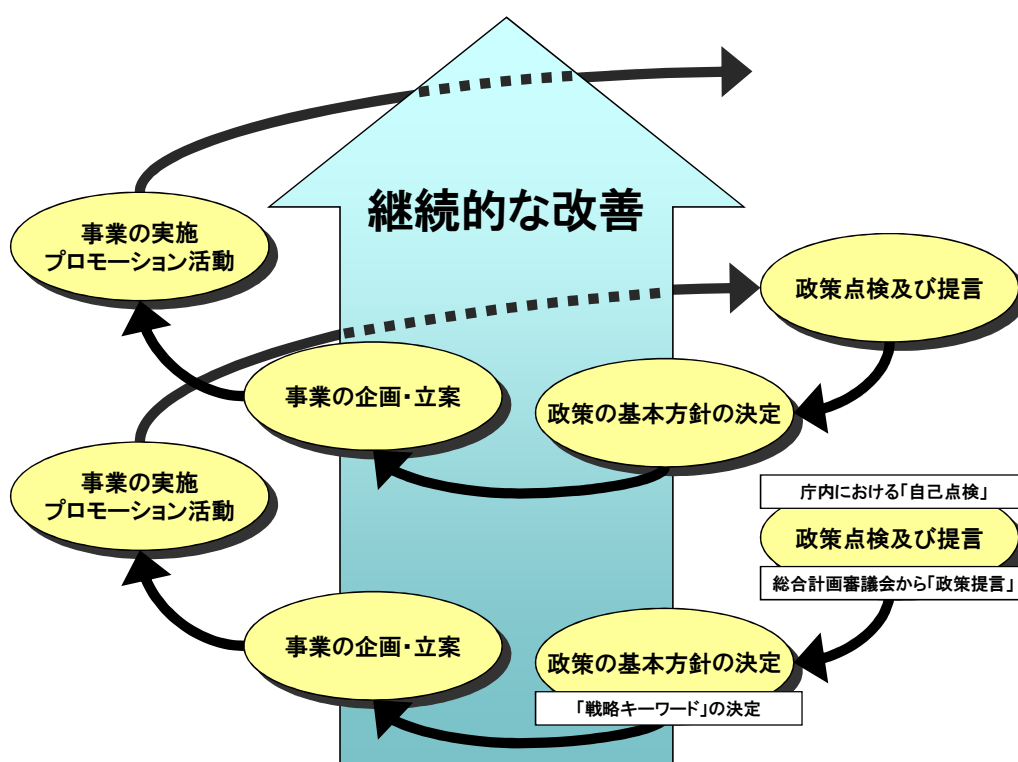 継続的な改善
事業の実施
プロモーション活動
政策点検及び提言
事業の企画・立案
政策の基本方針の決定
事業の実施
プロモーション活動
庁内における「自己点検」
政策点検及び提言
総合計画審議会から「政策提言」
事業の企画・立案
政策の基本方針の決定
「戦略キーワード」の決定